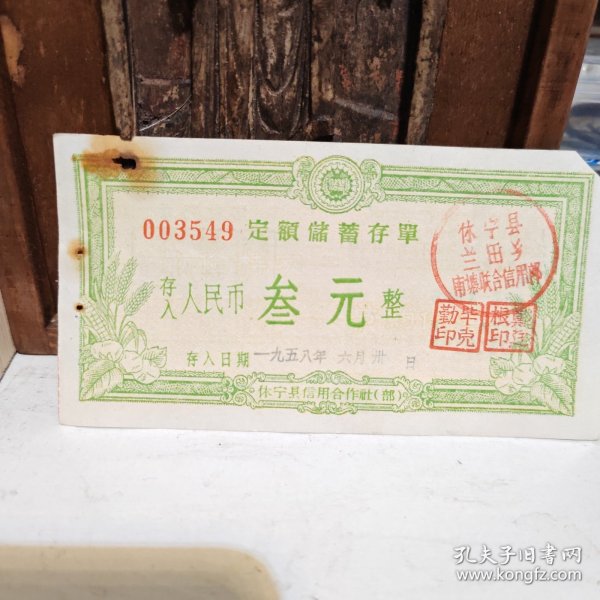 003549 定額儲蓄存單
休宁县
兰田乡
南塘联合信用部
存入人民币 叁元 整
勤毕克印
根
印
存入日期 一九五八年 六月卅日
休宁县信用合作社(部)
孔夫子旧书网
www.kongfz.com